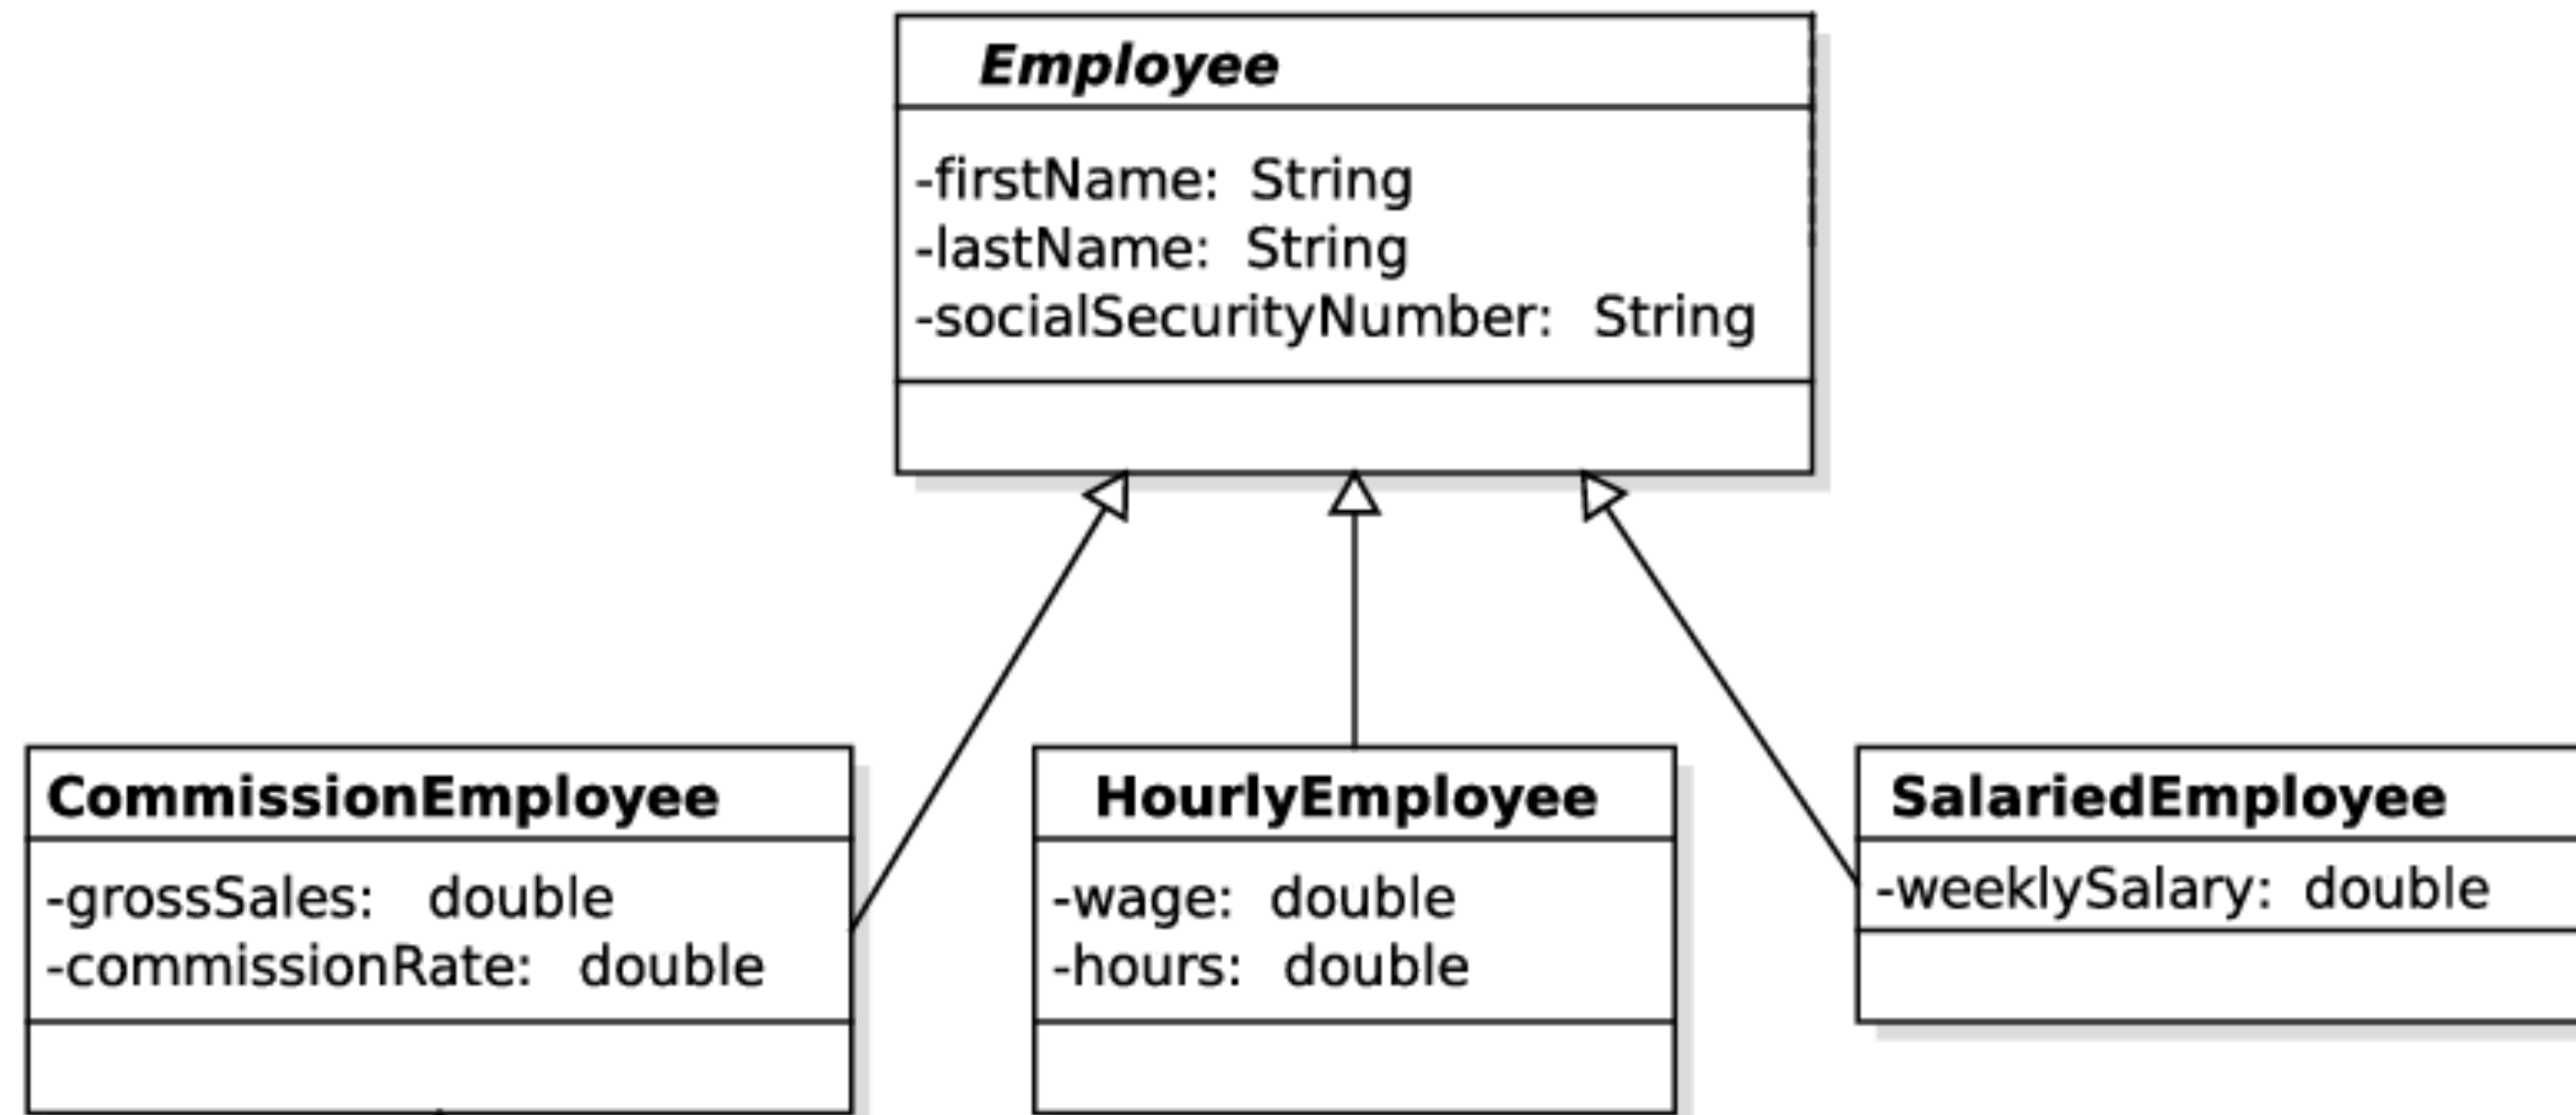 Employee
-firstName: String
-lastName: String
-socialSecurityNumber: String
CommissionEmployee
-grossSales: double
-commissionRate: double
HourlyEmployee
-wage: double
-hours: double
SalariedEmployee
-weeklySalary: double